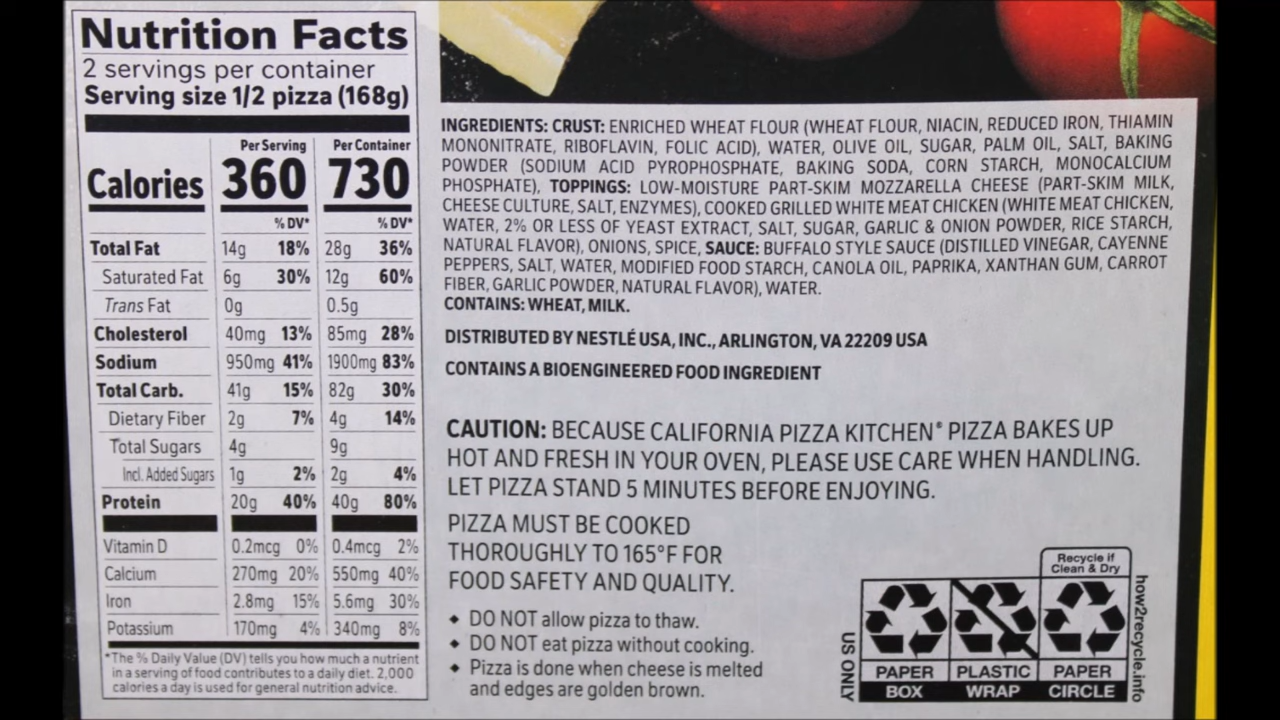 Nutrition Facts
2 servings per container
Serving size 1/2 pizza (168g)
Per Serving Per Container
Calories 360 730
% DV* % DV*
Total Fat 14g 18% 28g 36%
Saturated Fat 6g 30% 12g 60%
Trans Fat 0g 0.5g
Cholesterol 40mg 13% 85mg 28%
Sodium 950mg 41% 1900mg 83%
Total Carb. 41g 15% 82g 30%
Dietary Fiber 2g 7% 4g 14%
Total Sugars 4g 9g
Incl. Added Sugars 1g 2% 2g 4%
Protein 20g 40% 40g 80%
Vitamin D 0.2mcg 0% 0.4mcg 2%
Calcium 270mg 20% 550mg 40%
Iron 2.8mg 15% 5.6mg 30%
Potassium 170mg 4% 340mg 8%
*The % Daily Value (DV) tells you how much a nutrient
in a serving of food contributes to a daily diet. 2,000
calories a day is used for general nutrition advice.
INGREDIENTS: CRUST: ENRICHED WHEAT FLOUR (WHEAT FLOUR, NIACIN, REDUCED IRON, THIAMIN
MONONITRATE, RIBOFLAVIN, FOLIC ACID), WATER, OLIVE OIL, SUGAR, PALM OIL, SALT, BAKING
POWDER (SODIUM ACID PYROPHOSPHATE, BAKING SODA, CORN STARCH, MONOCALCIUM
PHOSPHATE), TOPPINGS: LOW-MOISTURE PART-SKIM MOZZARELLA CHEESE (PART-SKIM MILK,
CHEESE CULTURE, SALT, ENZYMES), COOKED GRILLED WHITE MEAT CHICKEN (WHITE MEAT CHICKEN,
WATER, 2% OR LESS OF YEAST EXTRACT, SALT, SUGAR, GARLIC & ONION POWDER, RICE STARCH,
NATURAL FLAVOR), ONIONS, SPICE, SAUCE: BUFFALO STYLE SAUCE (DISTILLED VINEGAR, CAYENNE
PEPPERS, SALT, WATER, MODIFIED FOOD STARCH, CANOLA OIL, PAPRIKA, XANTHAN GUM, CARROT
FIBER, GARLIC POWDER, NATURAL FLAVOR), WATER.
CONTAINS: WHEAT, MILK.
DISTRIBUTED BY NESTLÉ USA, INC., ARLINGTON, VA 22209 USA
CONTAINS A BIOENGINEERED FOOD INGREDIENT
CAUTION: BECAUSE CALIFORNIA PIZZA KITCHEN® PIZZA BAKES UP
HOT AND FRESH IN YOUR OVEN, PLEASE USE CARE WHEN HANDLING.
LET PIZZA STAND 5 MINUTES BEFORE ENJOYING.
PIZZA MUST BE COOKED
THOROUGHLY TO 165°F FOR
FOOD SAFETY AND QUALITY.
• DO NOT allow pizza to thaw.
• DO NOT eat pizza without cooking.
• Pizza is done when cheese is melted
and edges are golden brown.
US ONLY
Recycle if
Clean & Dry
PAPER PLASTIC PAPER
BOX WRAP CIRCLE
how2recycle.info